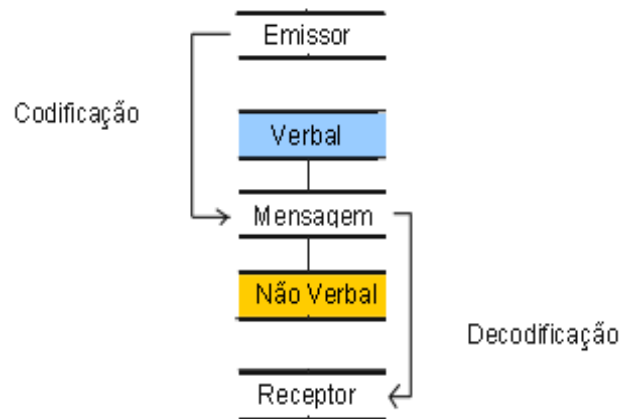 Emissor
Codificação
Verbal
Mensagem
Não Verbal
Decodificação
Receptor